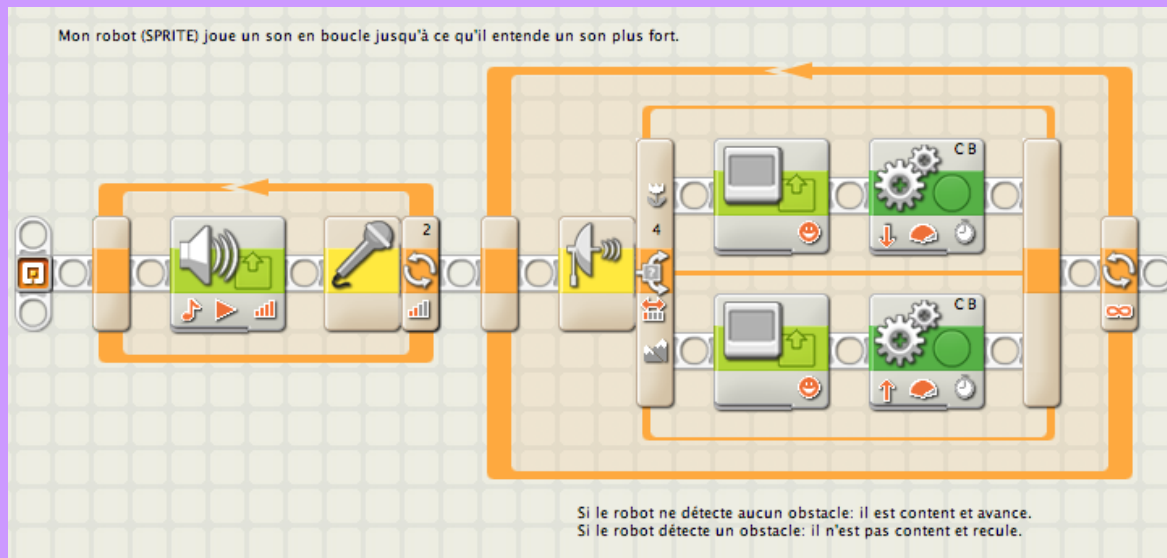 Mon robot (SPRITE) joue un son en boucle jusqu'à ce qu'il entende un son plus fort.
C B
2
4
C B
Si le robot ne détecte aucun obstacle: il est content et avance.
Si le robot détecte un obstacle: il n'est pas content et recule.